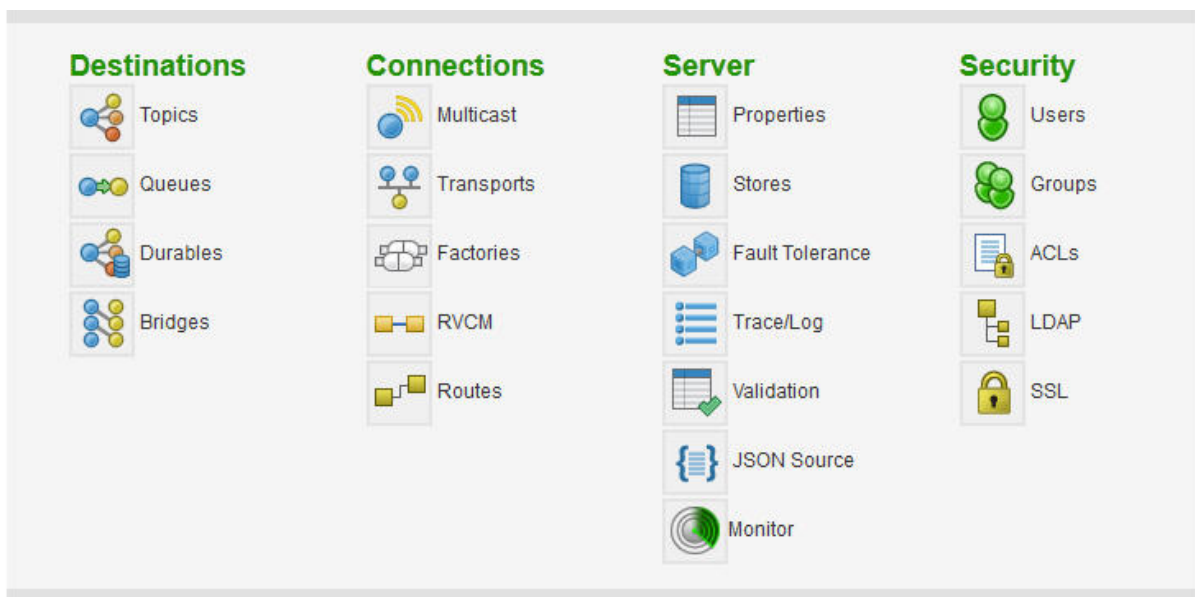 Destinations
Topics
Queues
Durables
Bridges
Connections
Multicast
Transports
Factories
RVCM
Routes
Server
Properties
Stores
Fault Tolerance
Trace/Log
Validation
JSON Source
Monitor
Security
Users
Groups
ACLs
LDAP
SSL